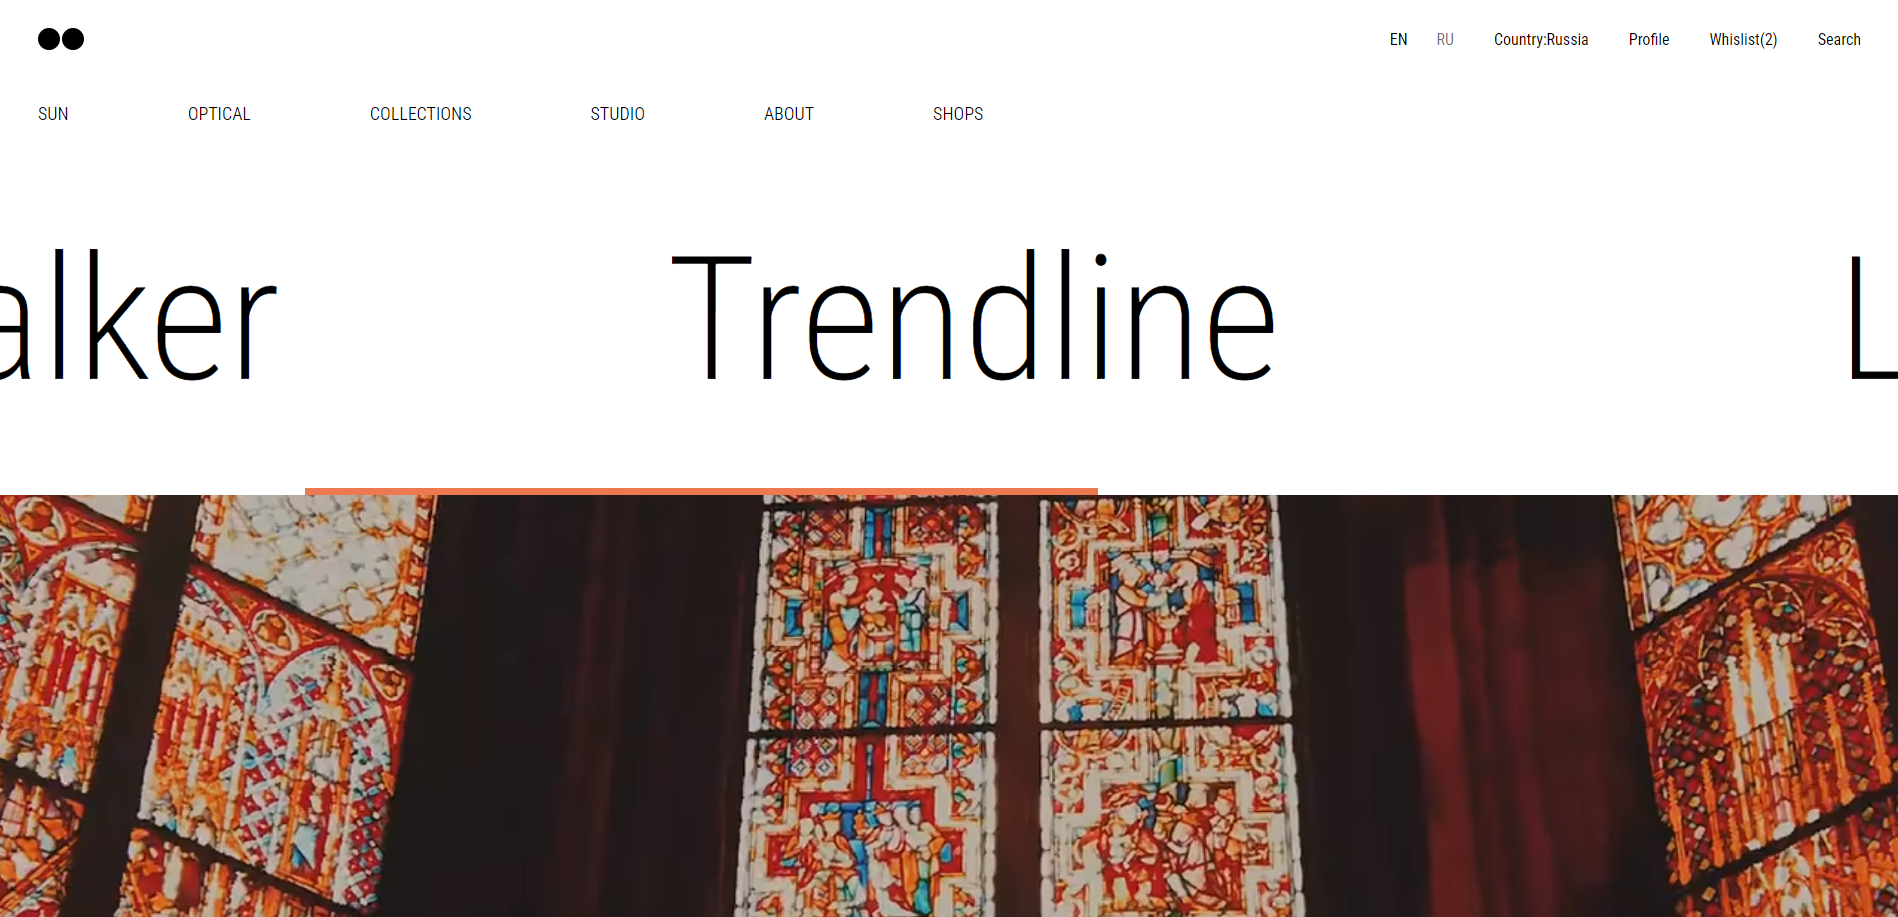 EN RU Country:Russia Profile Whislist(2) Search
SUN OPTICAL COLLECTIONS STUDIO ABOUT SHOPS
alker Trendline L